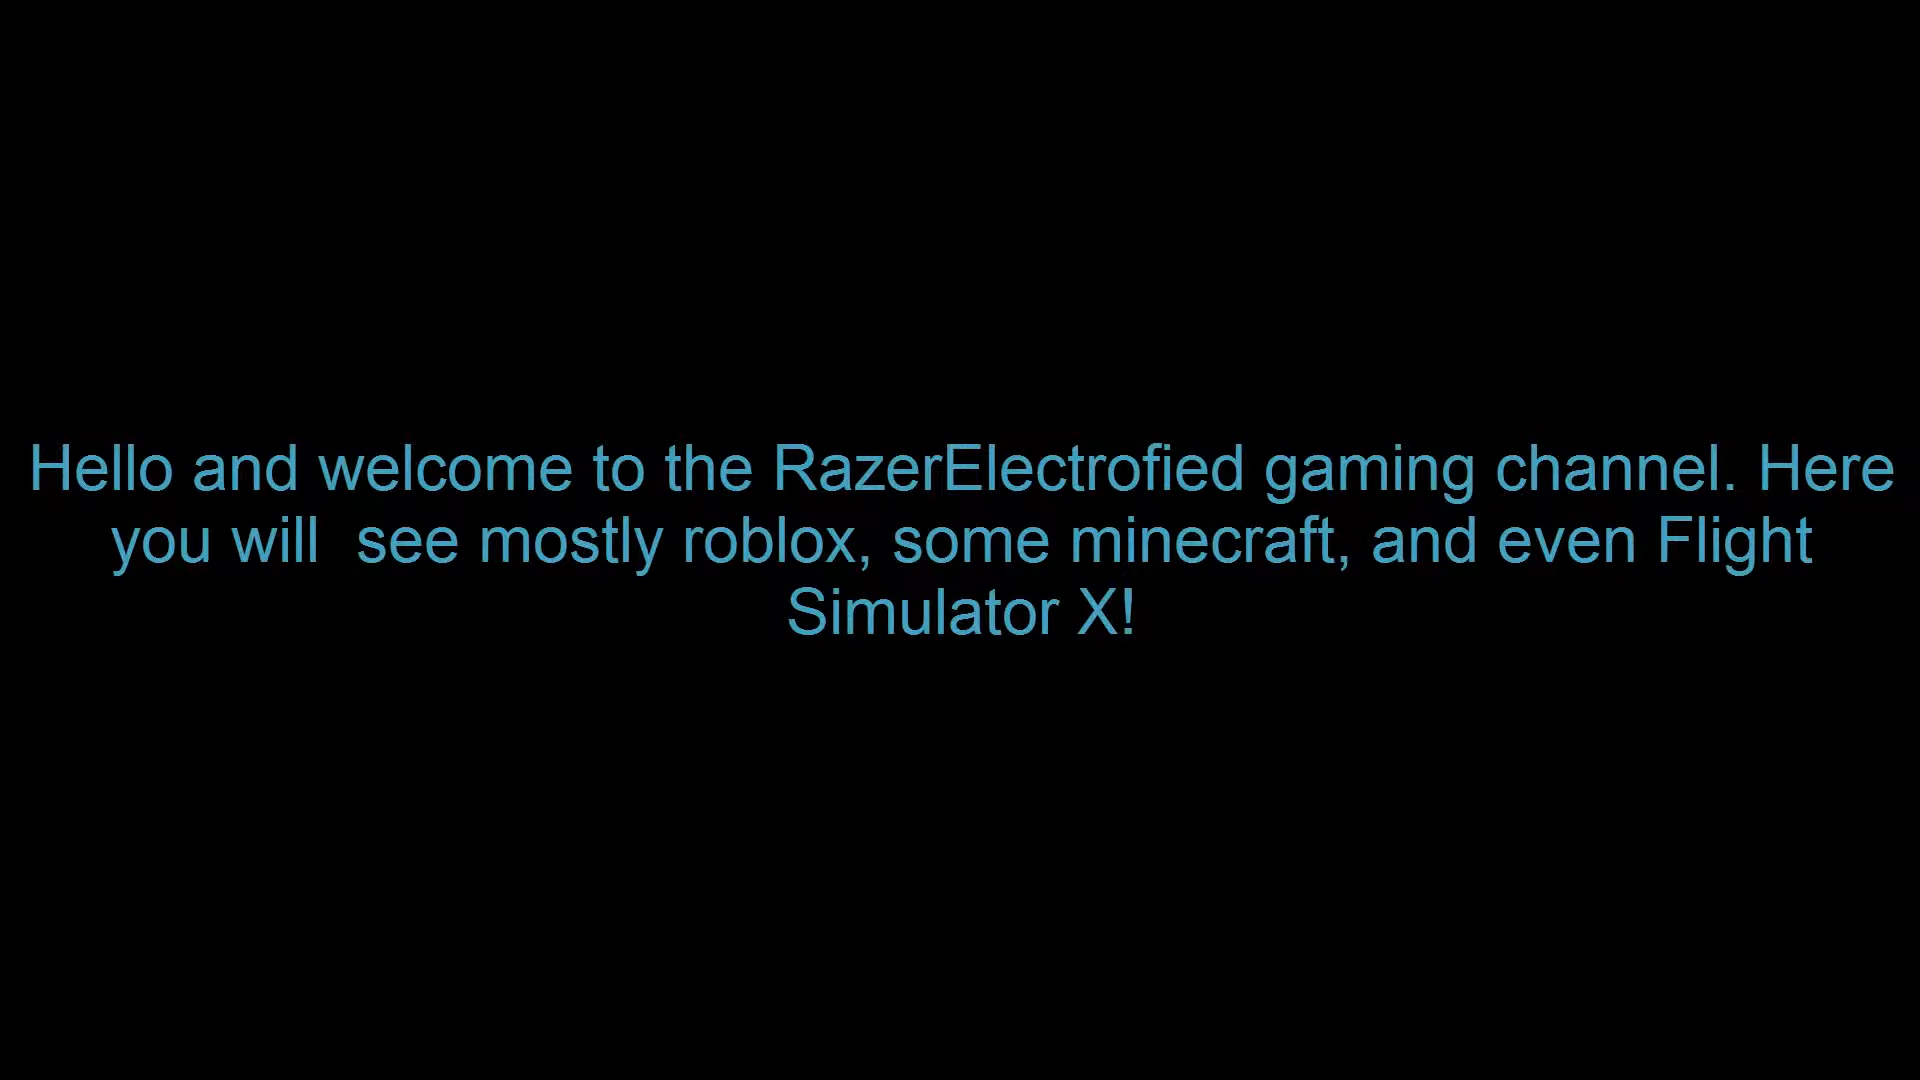 Hello and welcome to the RazerElectrofied gaming channel. Here
you will  see mostly roblox, some minecraft, and even Flight
Simulator X!